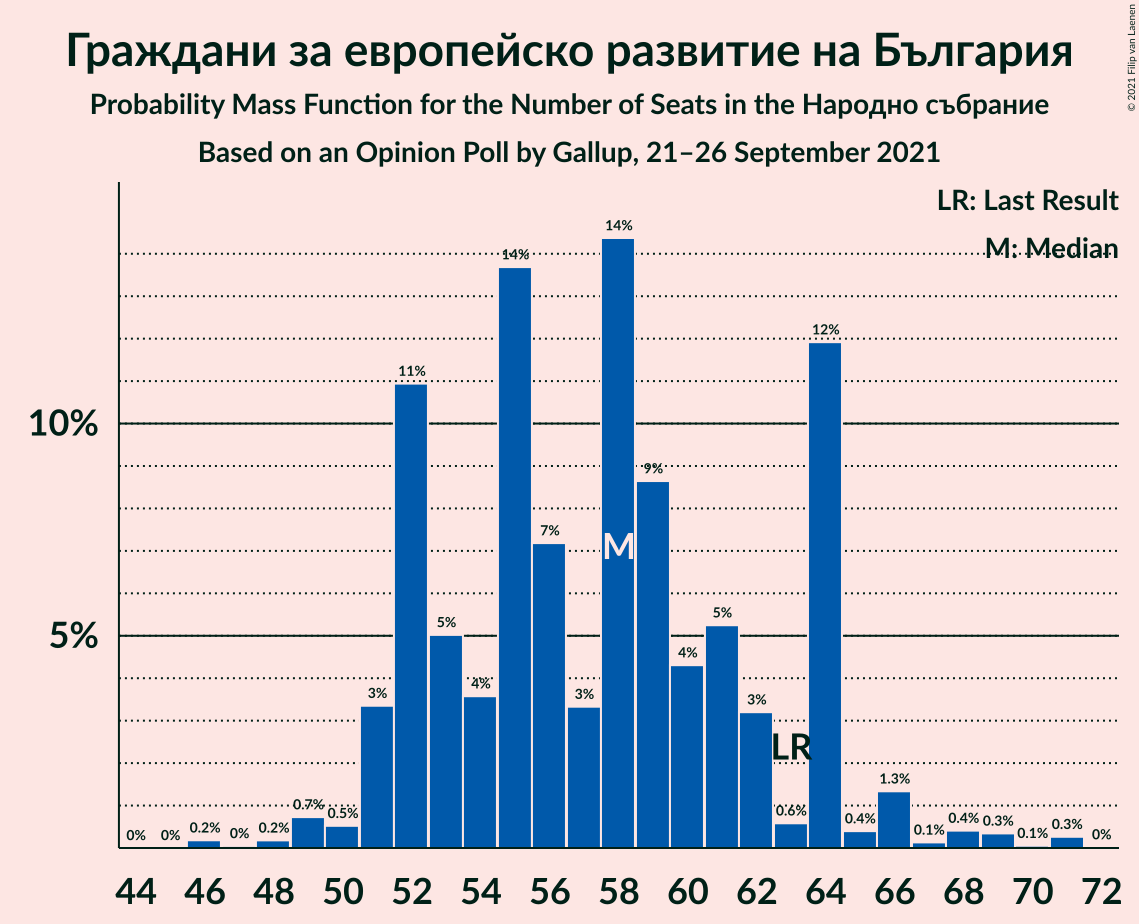 Граждани за европейско развитие на България
Probability Mass Function for the Number of Seats in the Народно събрание
Based on an Opinion Poll by Gallup, 21–26 September 2021
© 2021 Filip van Laenen
LR: Last Result
M: Median
10%
5%
0% 0% 0.2% 0% 0.2% 0.7% 0.5% 3% 11% 5% 4% 14% 7% 3% 14% 9% 4% 5% 3% 0.6% 12% 0.4% 1.3% 0.1% 0.4% 0.3% 0.1% 0.3% 0%
M
LR
44 46 48 50 52 54 56 58 60 62 64 66 68 70 72